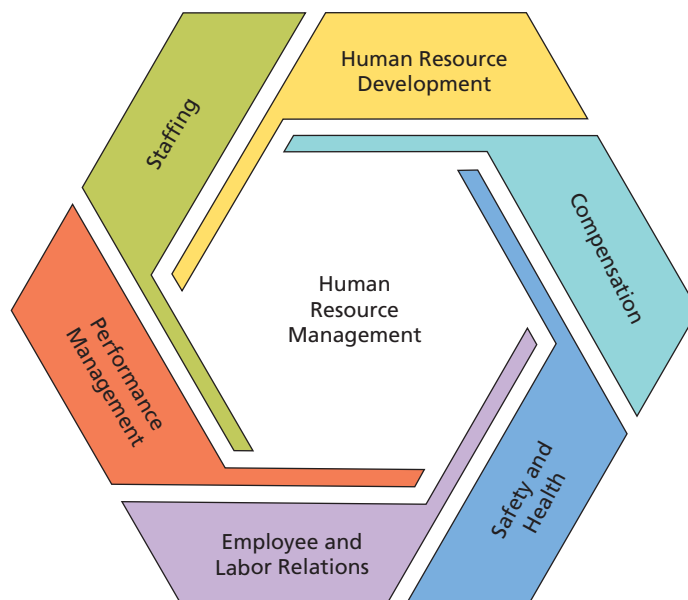 Human Resource
Development
Staffing
Compensation
Human
Resource
Management
Performance
Management
Safety and
Health
Employee and
Labor Relations